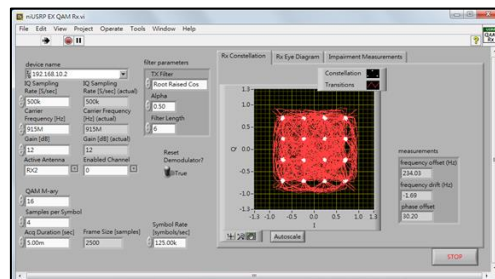 niUSRP EX QAM Rx.vi
File Edit View Project Operate Tools Window Help
QAM
Rx
device name
192.168.10.2
IQ Sampling
Rate [S/sec]
500k
IQ Sampling
Rate [S/sec] (actual)
500k
Carrier
Frequency [Hz]
915M
Carrier Frequency
[Hz] (actual)
915M
Gain [dB]
12
Gain [dB] (actual)
12
Active Antenna
RX2
Enabled Channel
0
filter parameters
TX Filter
Root Raised Cos
Alpha
0.50
Filter Length
6
Reset
Demodulator?
True
QAM M-ary
16
Samples per Symbol
4
Acq Duration (sec)
5.00m
Frame Size [samples]
2500
Symbol Rate
[symbols/sec]
125.00k
Rx Constellation Rx Eye Diagram Impairment Measurements
Constellation
Transitions
1.3
1.0
0.5
0.0
-0.5
-1.0
-1.3
Q
-1.3 -1.0 -0.5 0.0 0.5 1.0 1.3
I
Autoscale
measurements
frequency offset (Hz)
234.03
frequency drift (Hz)
-1.69
phase offset
30.20
STOP